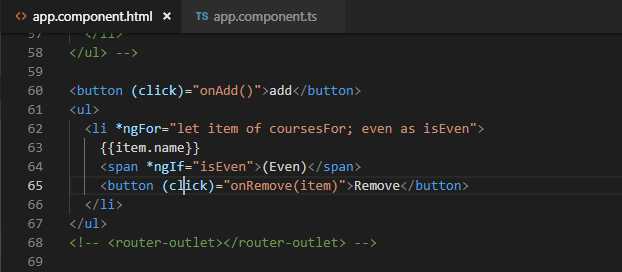 <> app.component.html ×
TS app.component.ts
57 </li>
58 </ul> -->
59
60 <button (click)="onAdd()">add</button>
61 <ul>
62 <li *ngFor="let item of coursesFor; even as isEven">
63 {{item.name}}
64 <span *ngIf="isEven">(Even)</span>
65 <button (click)="onRemove(item)">Remove</button>
66 </li>
67 </ul>
68 <!-- <router-outlet></router-outlet> -->
69